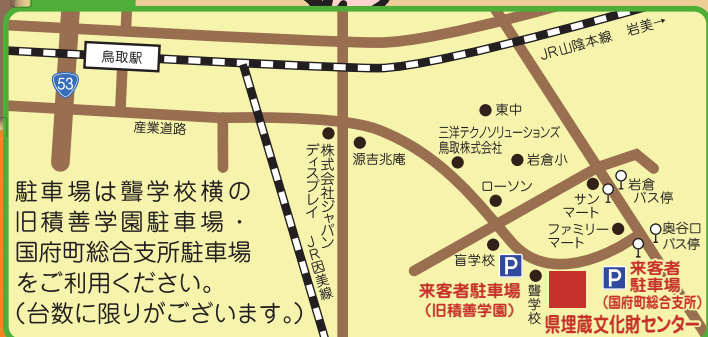 鳥取駅
JR山陰本線 岩美→
53
産業道路
東中
三洋テクノソリューションズ
鳥取株式会社
岩倉小
源吉兆庵
株式会社ジャパン
ディスプレイ
JR因美線
ローソン
サン
マート
岩倉
バス停
ファミリー
マート
奥谷口
バス停
盲学校
P
来客者駐車場
(旧積善学園)
聾学校
P
来客者
駐車場
(国府町総合支所)
県埋蔵文化財センター
駐車場は聾学校横の
旧積善学園駐車場・
国府町総合支所駐車場
をご利用ください。
(台数に限りがございます。)